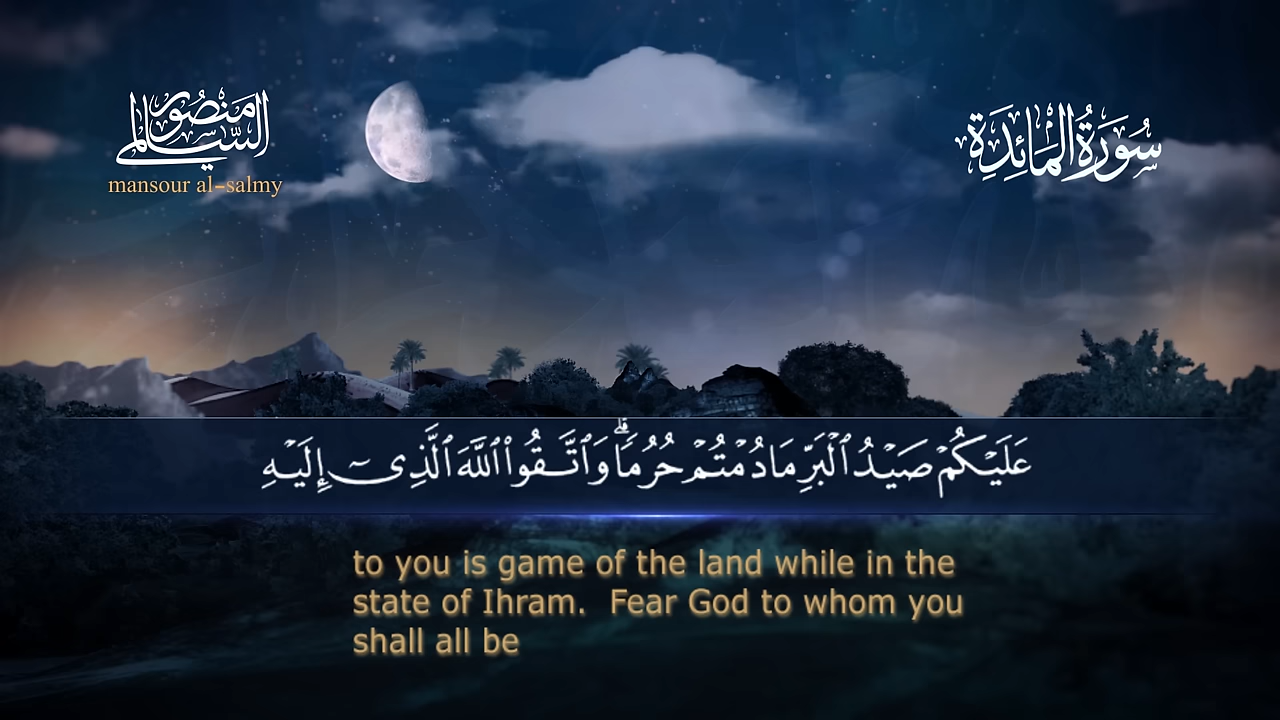 منصور السالمي
mansour al-salmy
سُورَةُ المَائِدَةِ
عَلَيْكُمْ صَيْدُ ٱلْبَرِّ مَا دُمْتُمْ حُرُمًا ۗ وَٱتَّقُوا۟ ٱللَّهَ ٱلَّذِىٓ إِلَيْهِ
to you is game of the land while in the
state of Ihram.  Fear God to whom you
shall all be